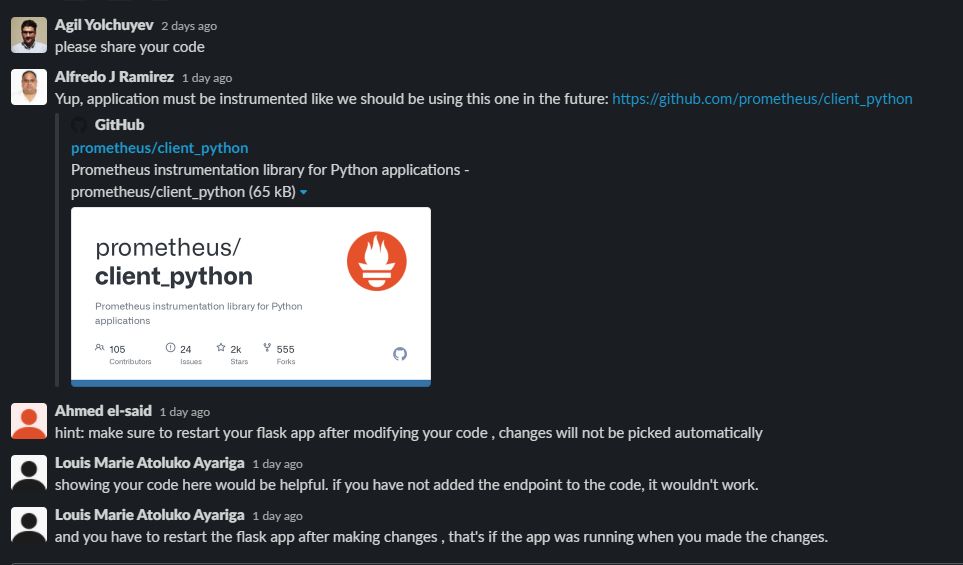 Agil Yolchuyev 2 days ago
please share your code
Alfredo J Ramirez 1 day ago
Yup, application must be instrumented like we should be using this one in the future: https://github.com/prometheus/client_python
GitHub
prometheus/client_python
Prometheus instrumentation library for Python applications -
prometheus/client_python (65 kB)
prometheus/
client_python
Prometheus instrumentation library for Python
applications
105 24 2k 555
Contributors Issues Stars Forks
Ahmed el-said 1 day ago
hint: make sure to restart your flask app after modifying your code , changes will not be picked automatically
Louis Marie Atoluko Ayariga 1 day ago
showing your code here would be helpful. if you have not added the endpoint to the code, it wouldn't work.
Louis Marie Atoluko Ayariga 1 day ago
and you have to restart the flask app after making changes , that's if the app was running when you made the changes.